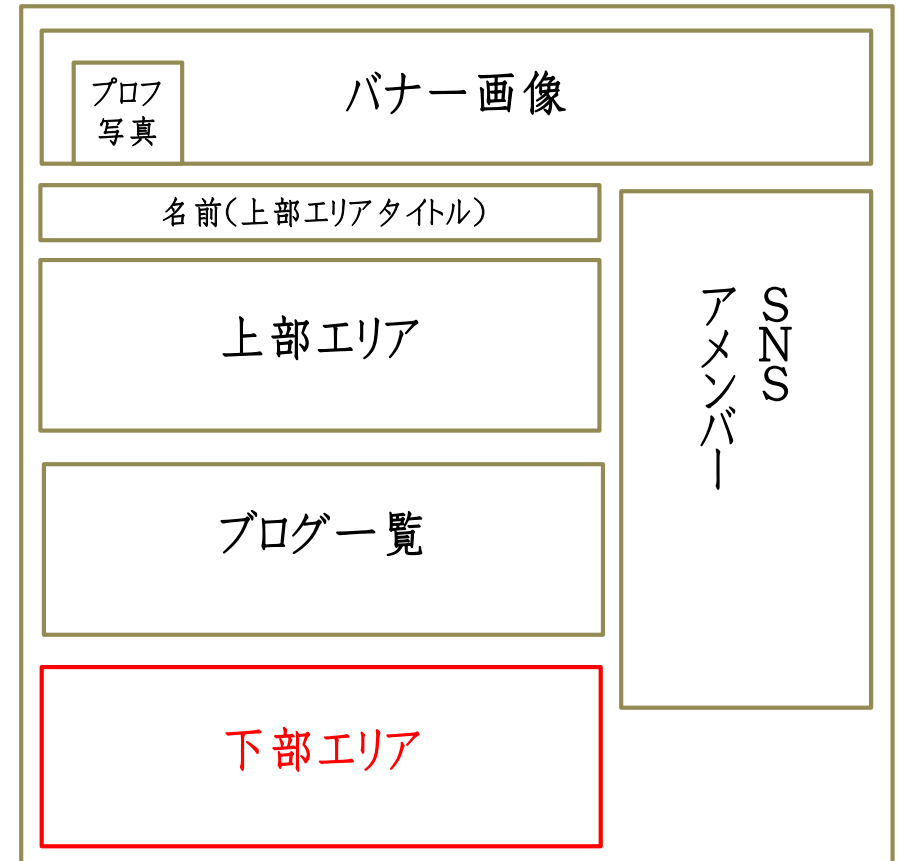 プロフ
写真
バナー画像
名前(上部エリアタイトル)
上部エリア
SNS
アメンバー
ブログ一覧
下部エリア